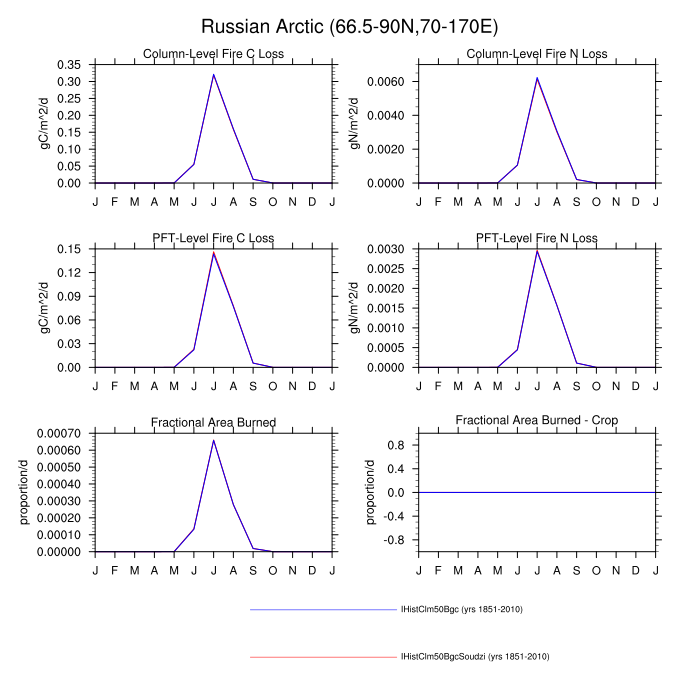 Russian Arctic (66.5-90N,70-170E)
Column-Level Fire C Loss
gC/m^2/d
0.35
0.30
0.25
0.20
0.15
0.10
0.05
0.00
J F M A M J J A S O N D J
Column-Level Fire N Loss
gN/m^2/d
0.0060
0.0040
0.0020
0.0000
J F M A M J J A S O N D J
PFT-Level Fire C Loss
gC/m^2/d
0.15
0.12
0.09
0.06
0.03
0.00
J F M A M J J A S O N D J
PFT-Level Fire N Loss
gN/m^2/d
0.0030
0.0025
0.0020
0.0015
0.0010
0.0005
0.0000
J F M A M J J A S O N D J
Fractional Area Burned
proportion/d
0.00070
0.00060
0.00050
0.00040
0.00030
0.00020
0.00010
0.00000
J F M A M J J A S O N D J
Fractional Area Burned - Crop
proportion/d
0.8
0.4
0.0
-0.4
-0.8
J F M A M J J A S O N D J
IHistClm50Bgc (yrs 1851-2010)
IHistClm50BgcSoudzi (yrs 1851-2010)